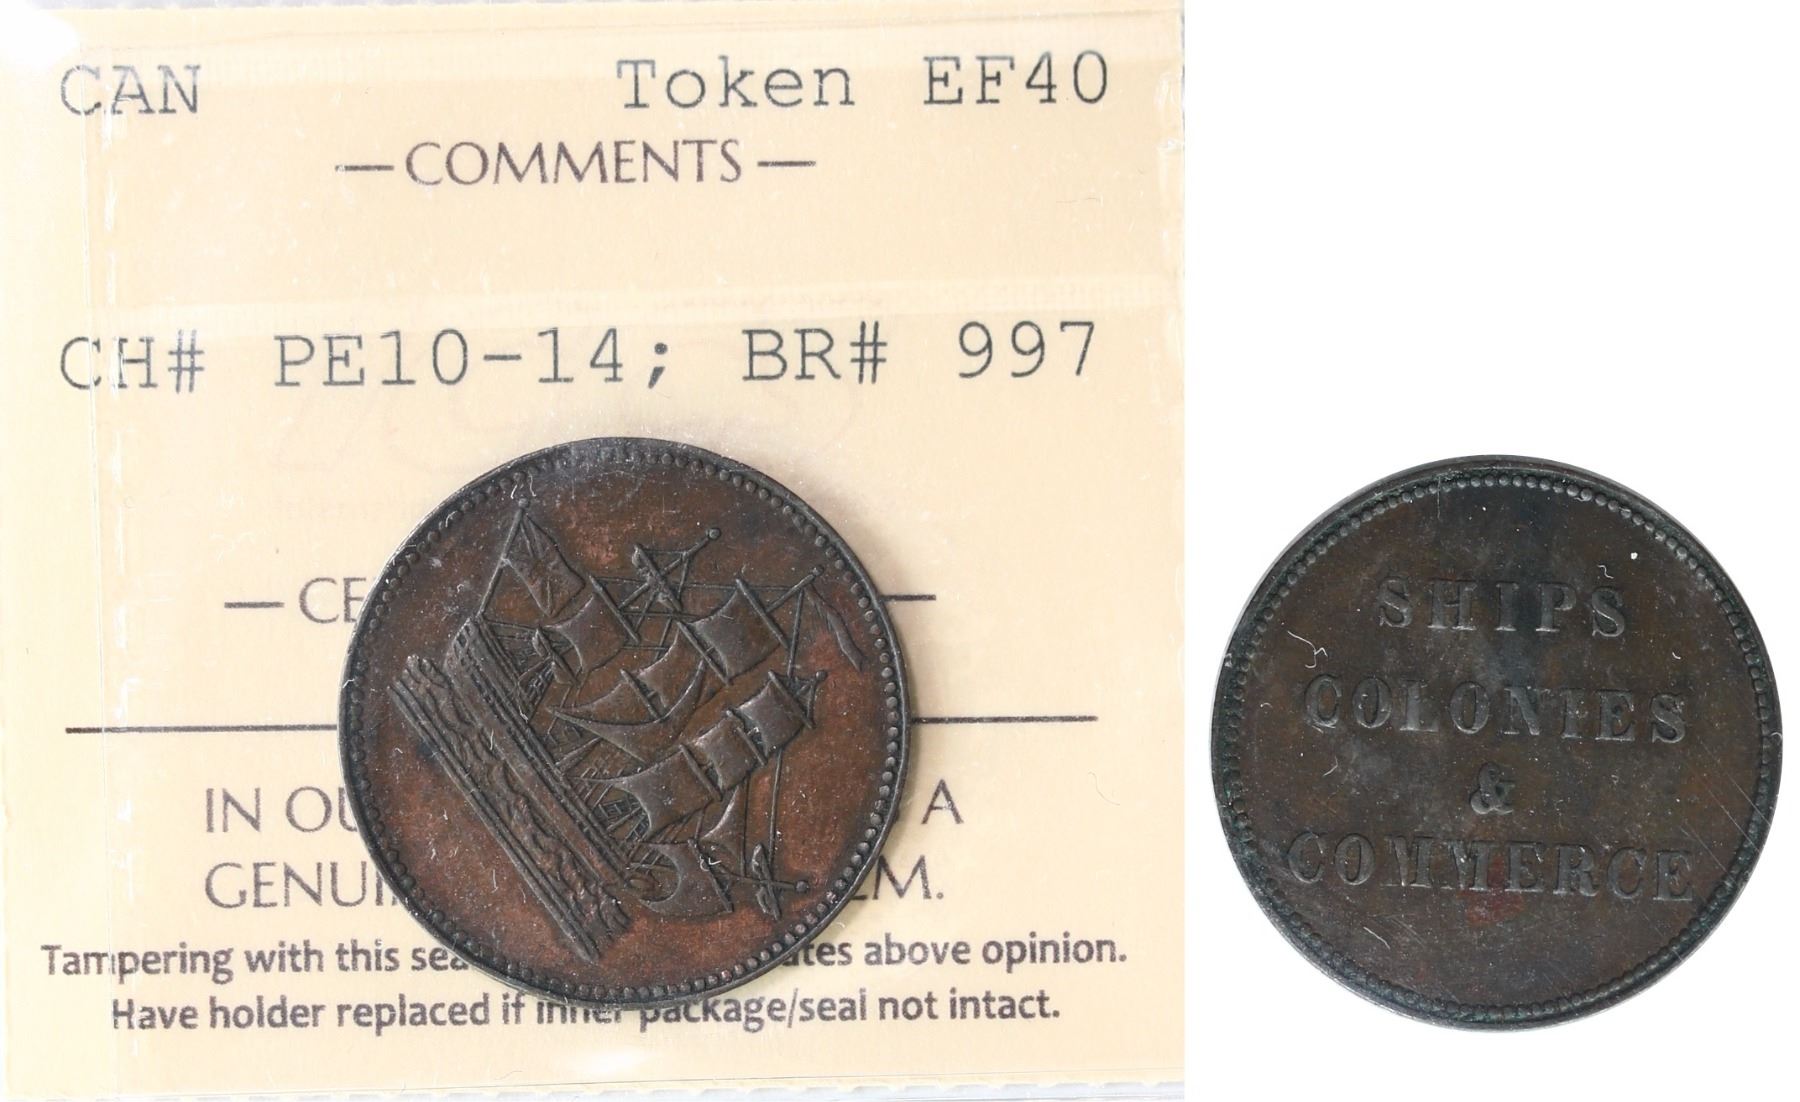 CAN Token EF40
— COMMENTS —
CH# PE10-14; BR# 997
— CE —
IN OU A
GENUI EM.
Tampering with this sea tes above opinion.
Have holder replaced if inner package/seal not intact.
SHIPS
COLONIES
&
COMMERCE